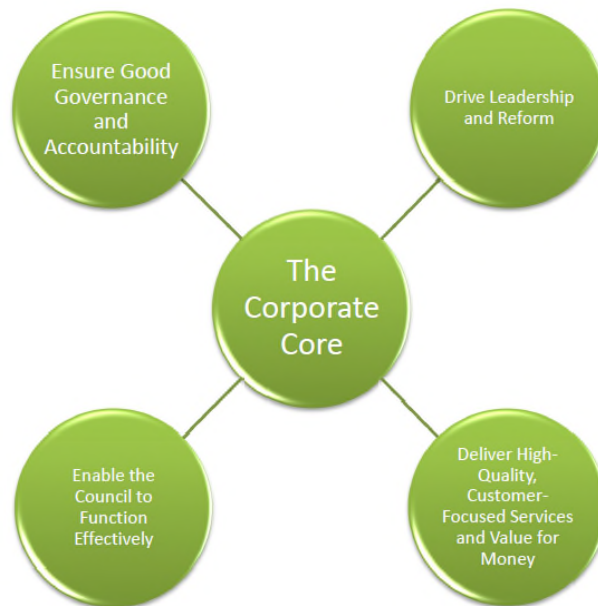 Ensure Good
Governance
and
Accountability
Drive Leadership
and Reform
The
Corporate
Core
Enable the
Council to
Function
Effectively
Deliver High-
Quality,
Customer-
Focused Services
and Value for
Money